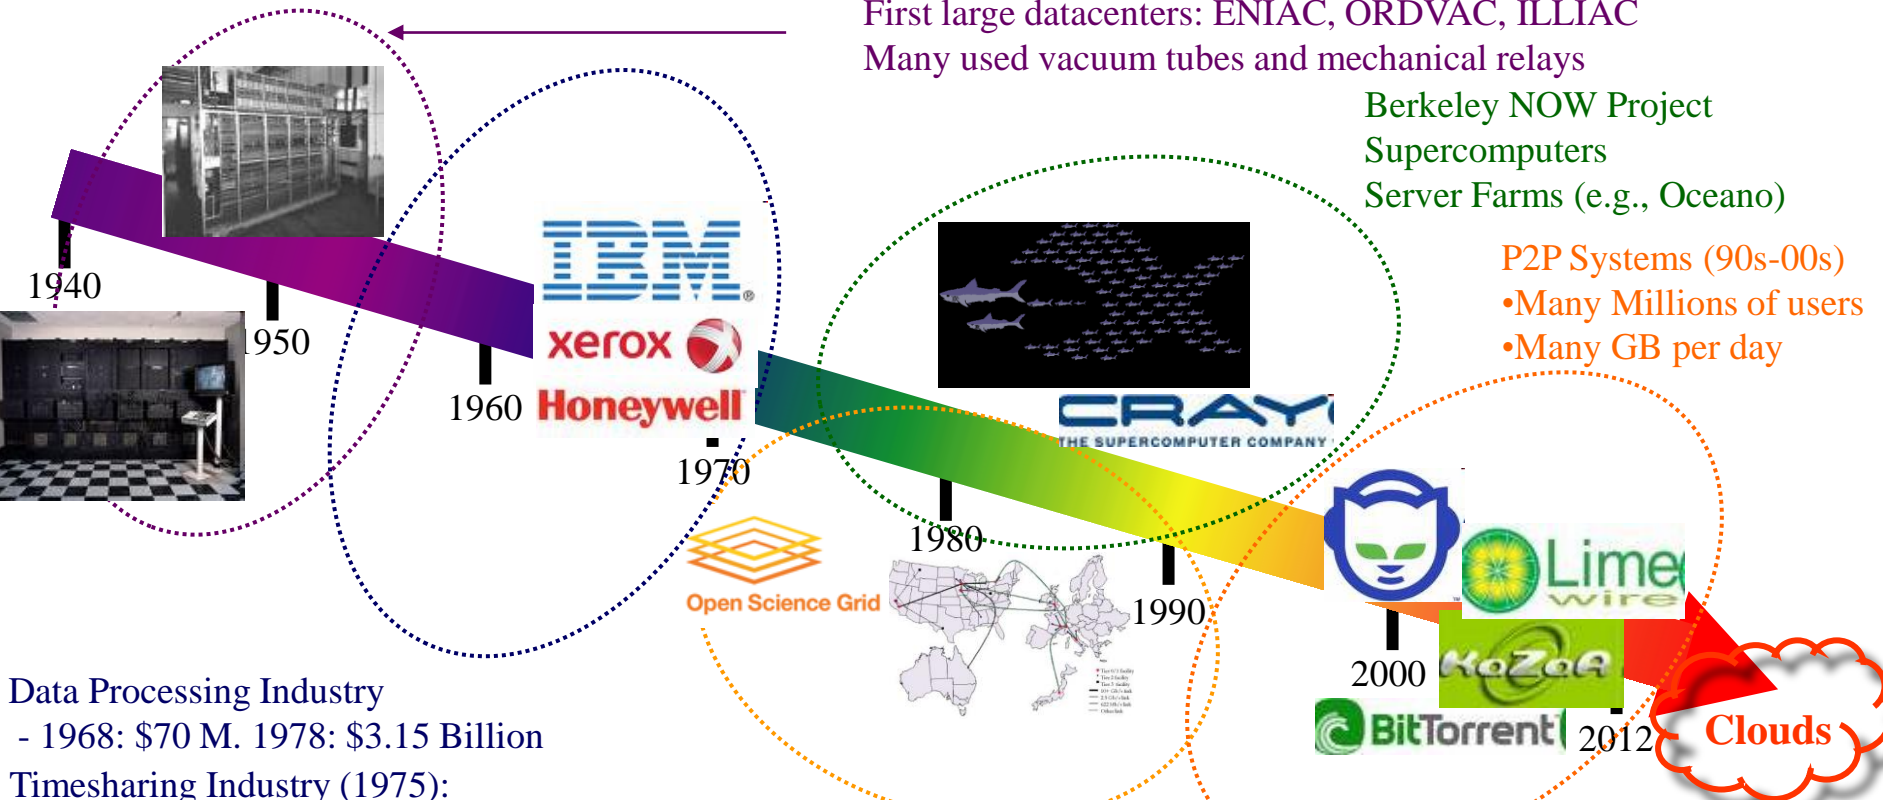 First large datacenters: ENIAC, ORDVAC, ILLIAC
Many used vacuum tubes and mechanical relays
Berkeley NOW Project
Supercomputers
Server Farms (e.g., Oceano)
P2P Systems (90s-00s)
•Many Millions of users
•Many GB per day
1940
1950
1960
1970
1980
1990
2000
2012
IBM®
xerox
Honeywell
CRAY
THE SUPERCOMPUTER COMPANY
Open Science Grid
Lime
wire
KaZaA
BitTorrent
Clouds
Data Processing Industry
- 1968: $70 M. 1978: $3.15 Billion
Timesharing Industry (1975):